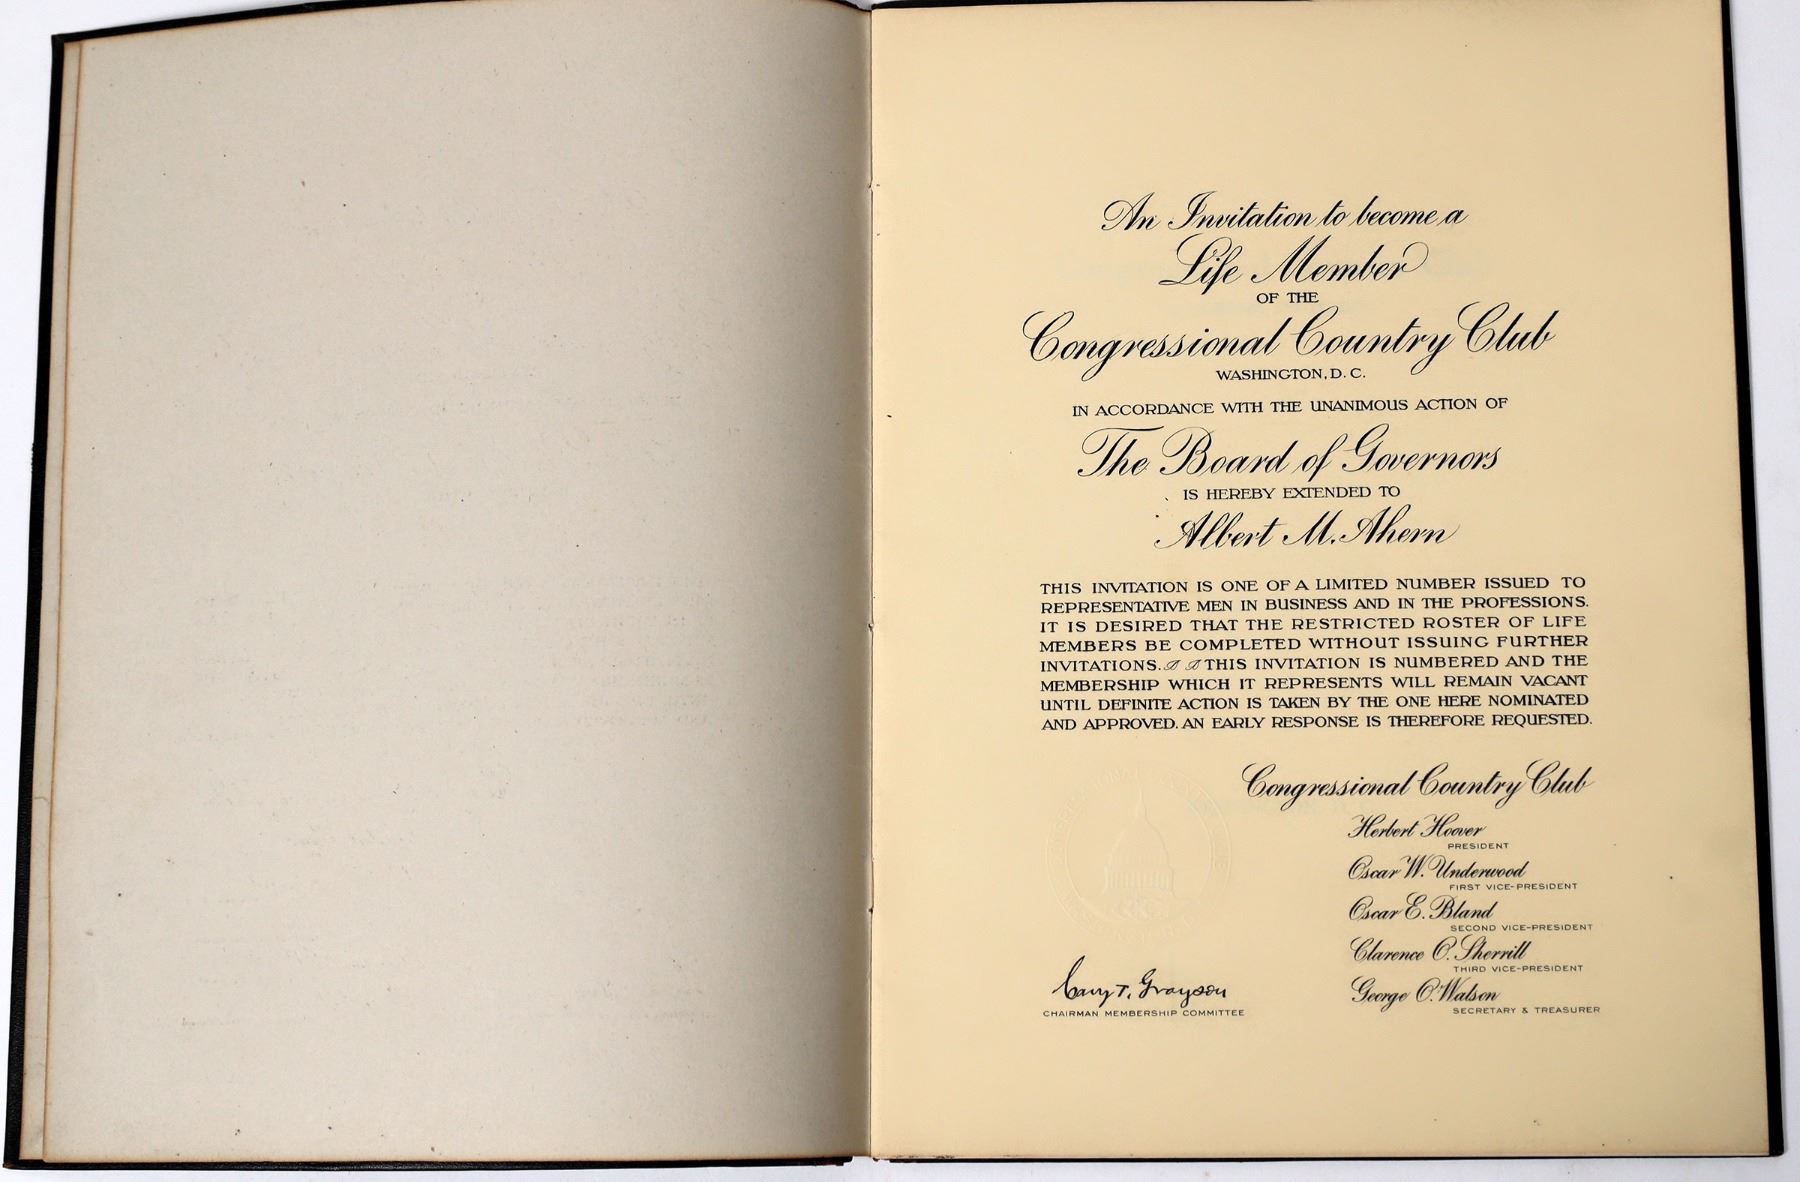 An Invitation to become a
Life Member
OF THE
Congressional Country Club
WASHINGTON, D. C.
IN ACCORDANCE WITH THE UNANIMOUS ACTION OF
The Board of Governors
IS HEREBY EXTENDED TO
Albert M. Ahern
THIS INVITATION IS ONE OF A LIMITED NUMBER ISSUED TO
REPRESENTATIVE MEN IN BUSINESS AND IN THE PROFESSIONS.
IT IS DESIRED THAT THE RESTRICTED ROSTER OF LIFE
MEMBERS BE COMPLETED WITHOUT ISSUING FURTHER
INVITATIONS. THIS INVITATION IS NUMBERED AND THE
MEMBERSHIP WHICH IT REPRESENTS WILL REMAIN VACANT
UNTIL DEFINITE ACTION IS TAKEN BY THE ONE HERE NOMINATED
AND APPROVED. AN EARLY RESPONSE IS THEREFORE REQUESTED.
Congressional Country Club
Herbert Hoover
PRESIDENT
Oscar W. Underwood
FIRST VICE-PRESIDENT
Oscar E. Bland
SECOND VICE-PRESIDENT
Clarence O. Sherrill
THIRD VICE-PRESIDENT
George O. Watson
SECRETARY & TREASURER
Cary T. Grayson
CHAIRMAN MEMBERSHIP COMMITTEE